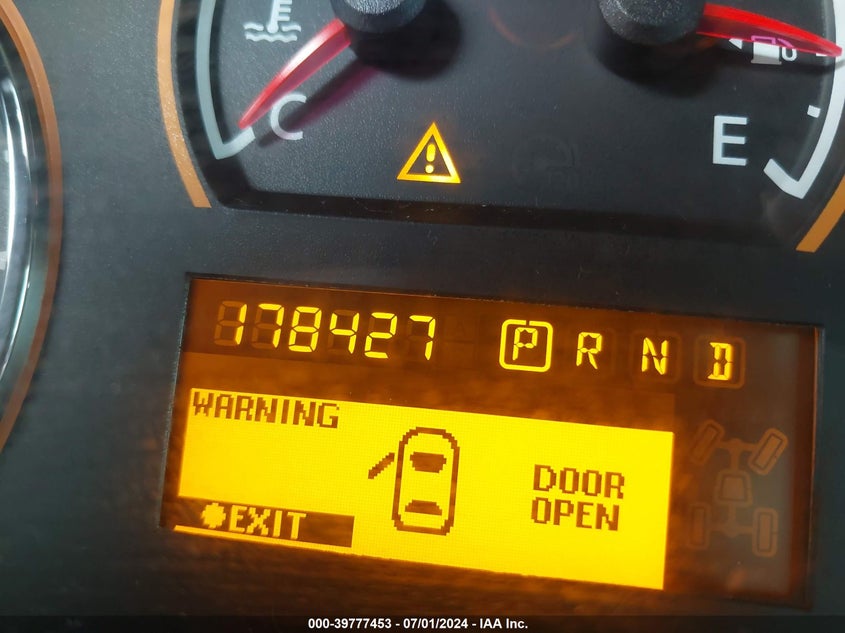 C
E
178427 P R N D
WARNING
DOOR
OPEN
EXIT
000-39777453 - 07/01/2024 - IAA Inc.